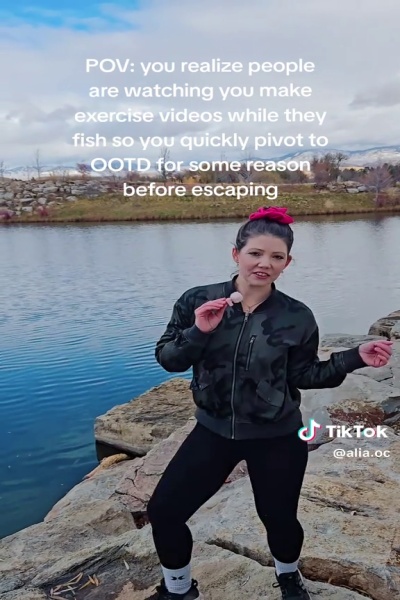 POV: you realize people
are watching you make
exercise videos while they
fish so you quickly pivot to
OOTD for some reason
before escaping
TikTok
@alia.oc